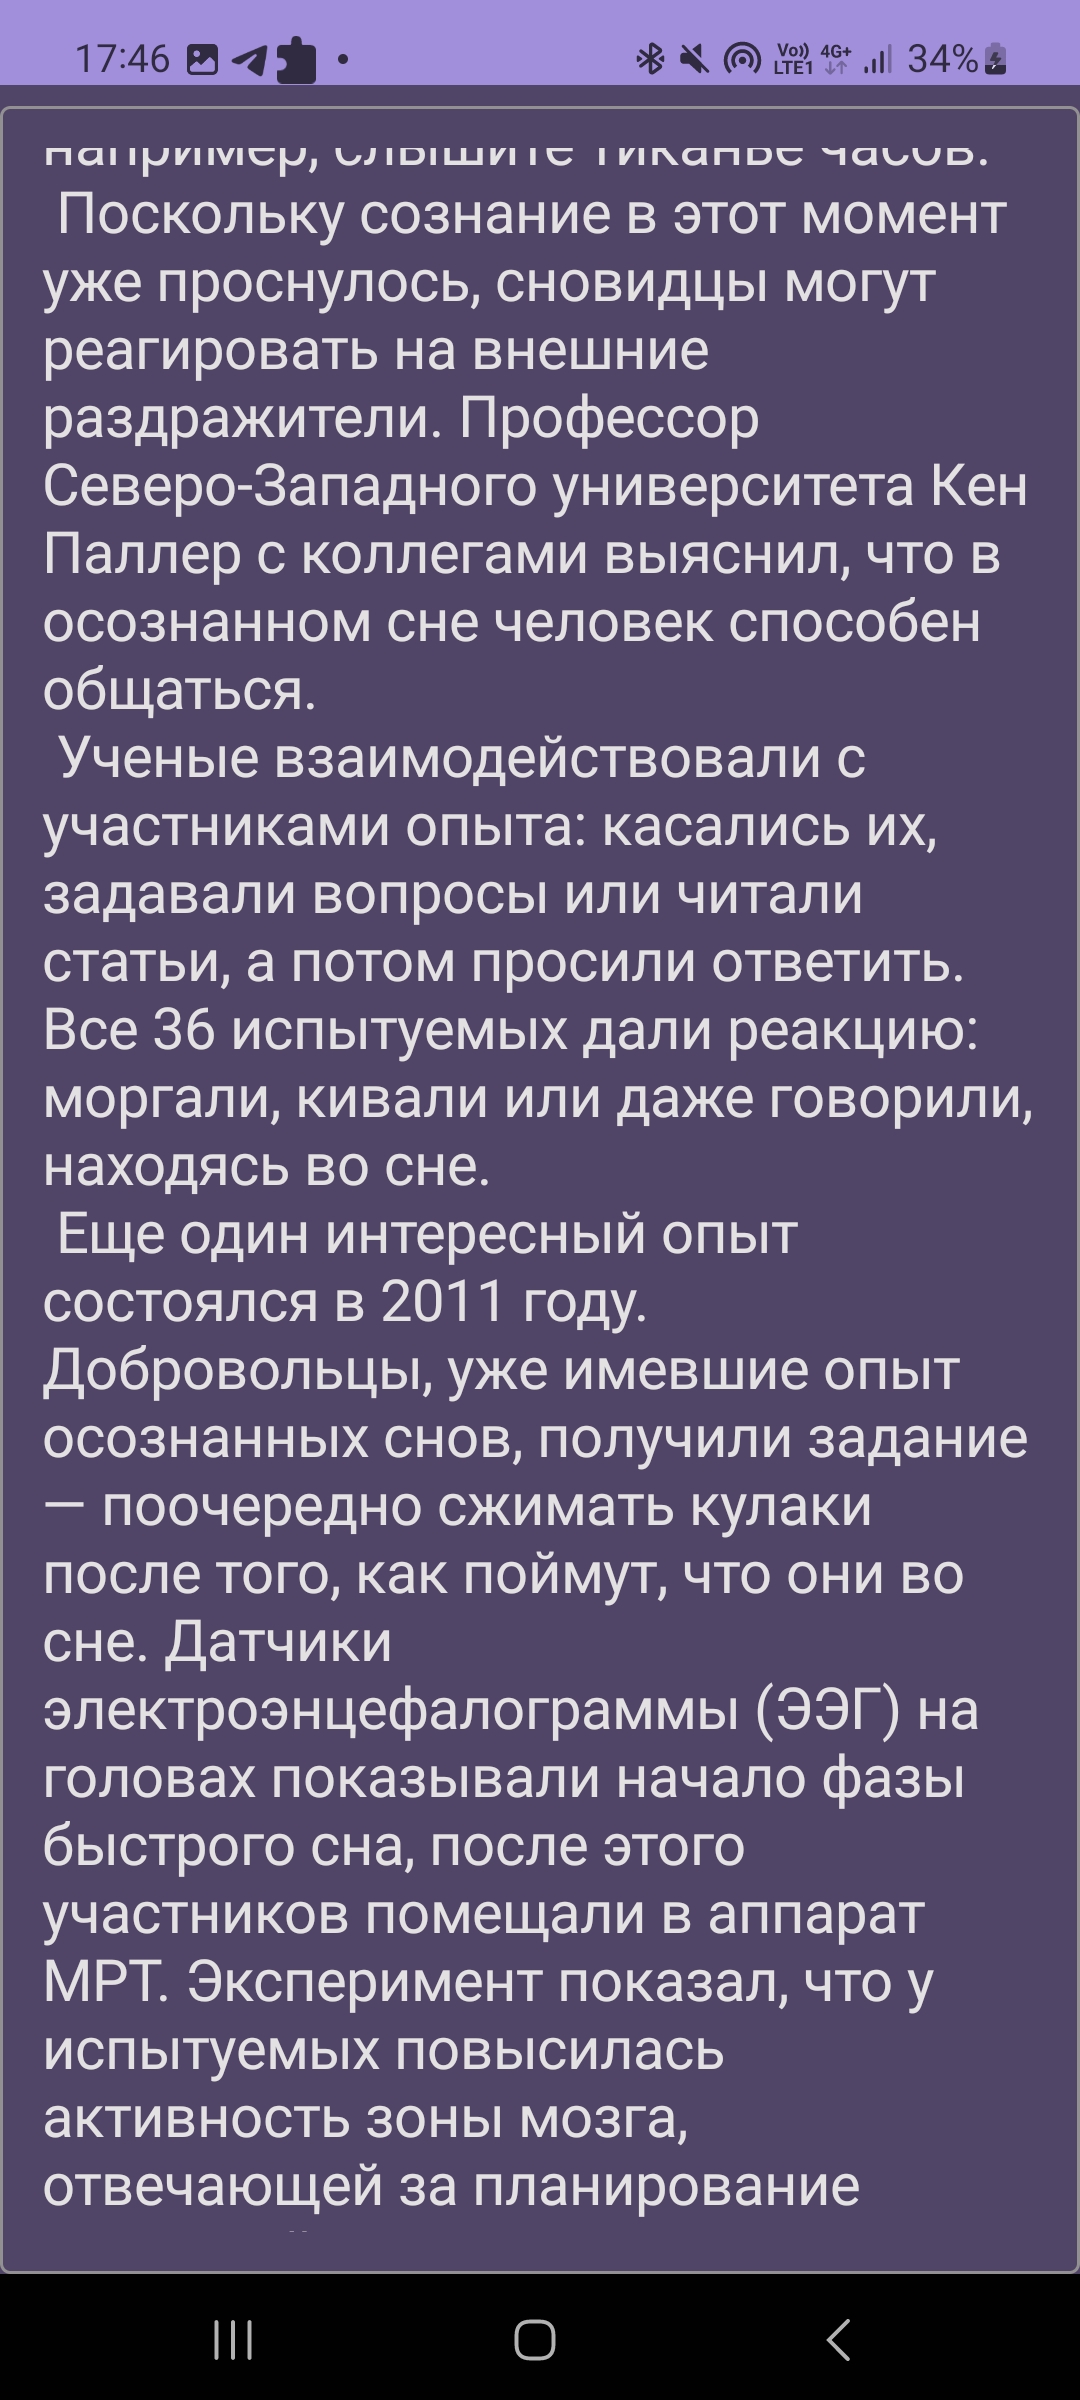 17:46
Vo)) LTE1 4G+ 34%
например, слышите тиканье часов.
Поскольку сознание в этот момент
уже проснулось, сновидцы могут
реагировать на внешние
раздражители. Профессор
Северо-Западного университета Кен
Паллер с коллегами выяснил, что в
осознанном сне человек способен
общаться.
Ученые взаимодействовали с
участниками опыта: касались их,
задавали вопросы или читали
статьи, а потом просили ответить.
Все 36 испытуемых дали реакцию:
моргали, кивали или даже говорили,
находясь во сне.
Еще один интересный опыт
состоялся в 2011 году.
Добровольцы, уже имевшие опыт
осознанных снов, получили задание
— поочередно сжимать кулаки
после того, как поймут, что они во
сне. Датчики
электроэнцефалограммы (ЭЭГ) на
головах показывали начало фазы
быстрого сна, после этого
участников помещали в аппарат
МРТ. Эксперимент показал, что у
испытуемых повысилась
активность зоны мозга,
отвечающей за планирование